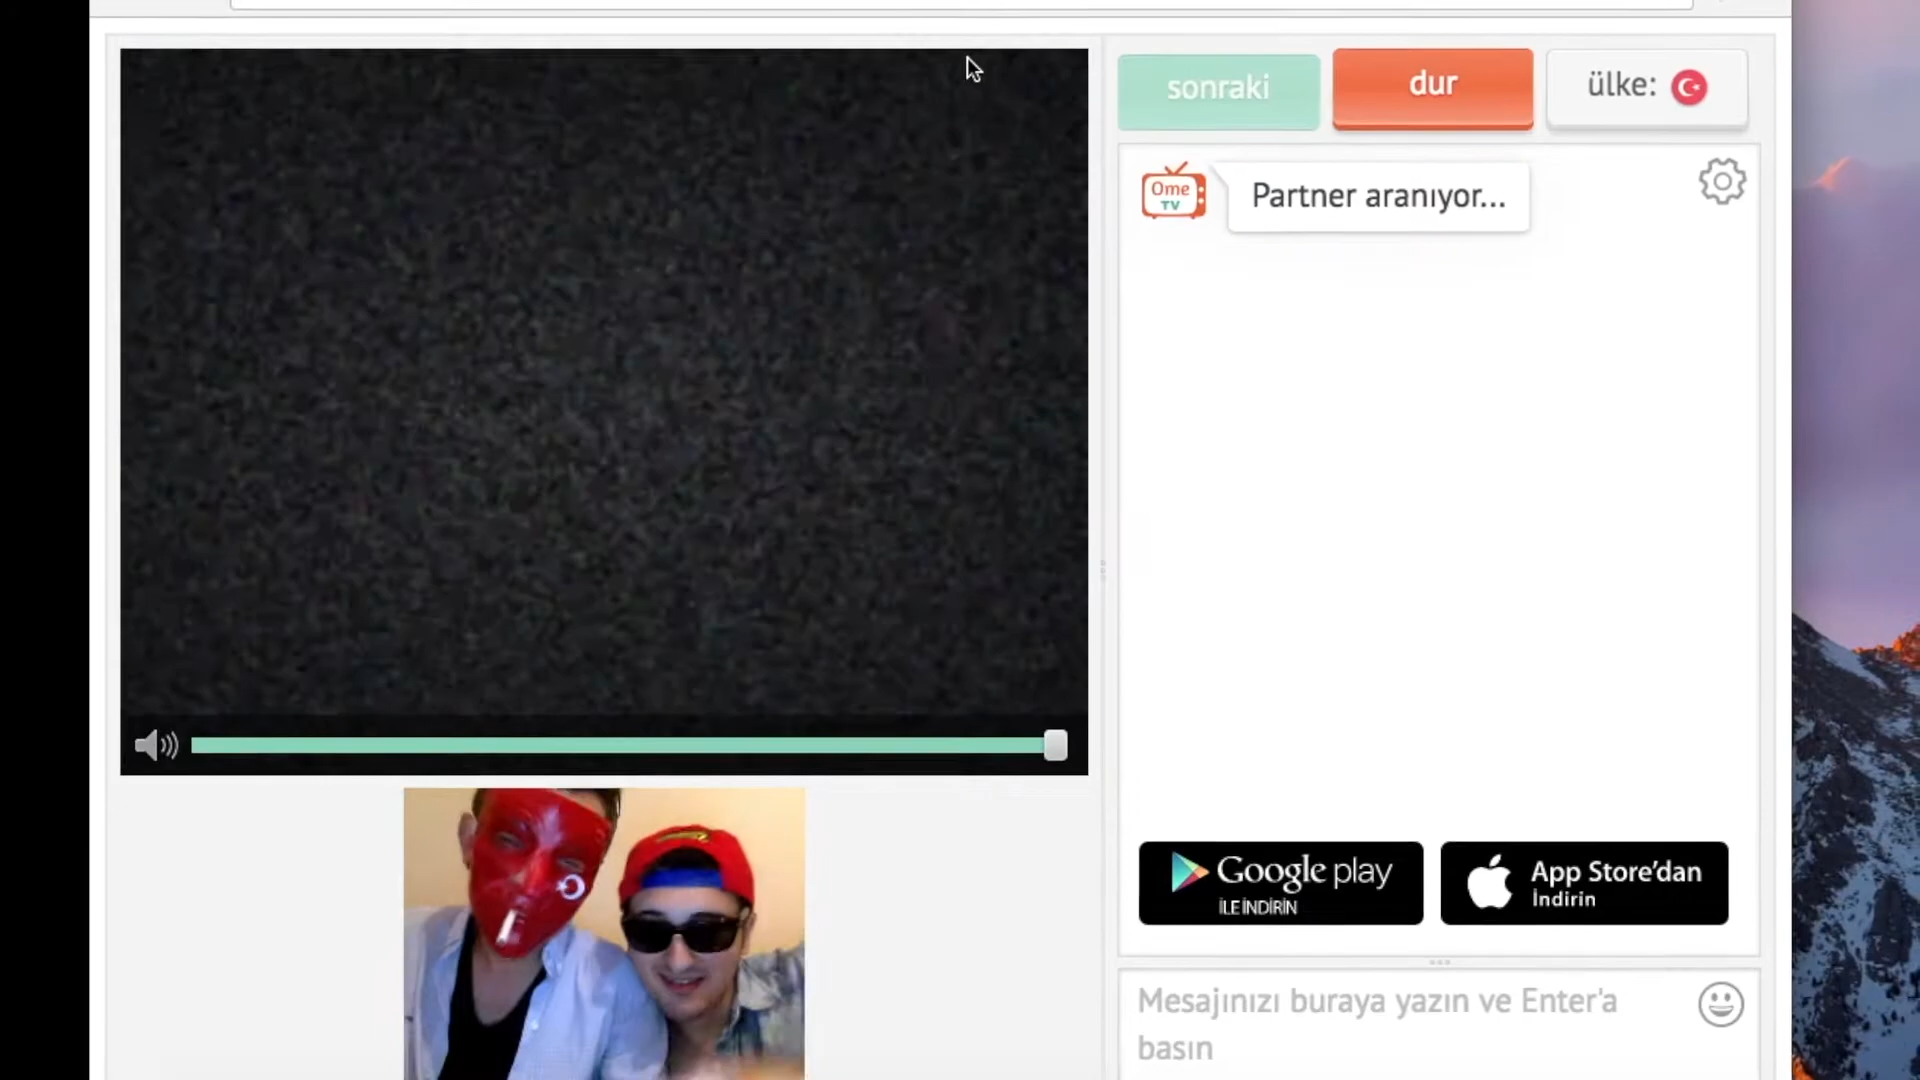 sonraki
dur
ülke:
Ome
TV
Partner aranıyor...
Google play
İLE İNDİRİN
App Store'dan
İndirin
Mesajınızı buraya yazın ve Enter'a
basın